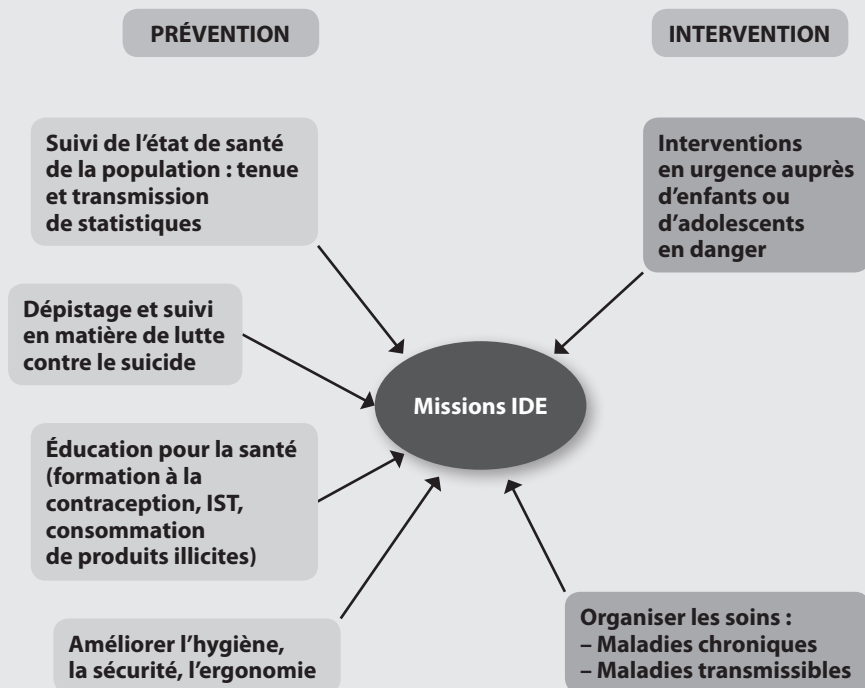 PRÉVENTION
INTERVENTION
Suivi de l’état de santé
de la population : tenue
et transmission
de statistiques
Interventions
en urgence auprès
d’enfants ou
d’adolescents
en danger
Dépistage et suivi
en matière de lutte
contre le suicide
Missions IDE
Éducation pour la santé
(formation à la
contraception, IST,
consommation
de produits illicites)
Améliorer l’hygiène,
la sécurité, l’ergonomie
Organiser les soins :
– Maladies chroniques
– Maladies transmissibles